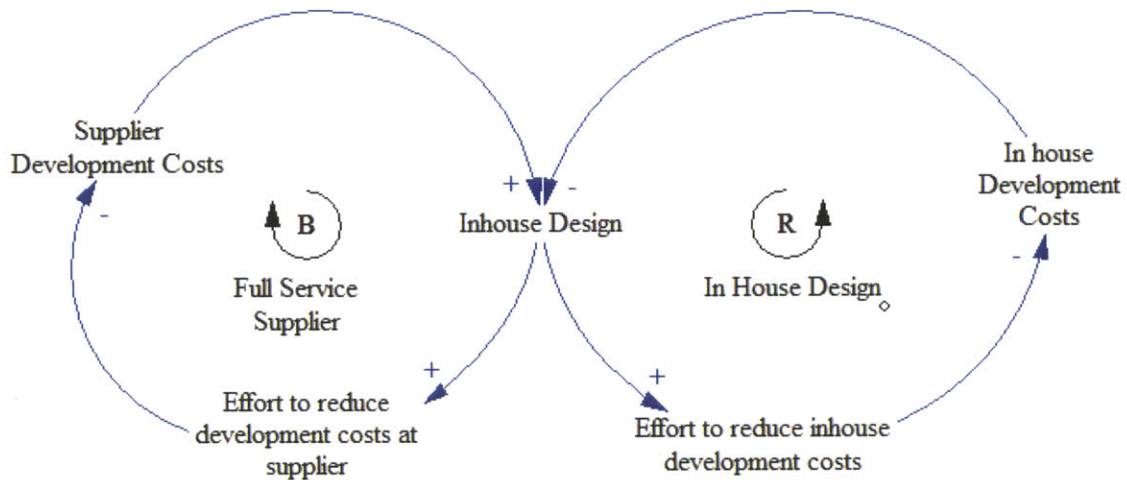 Supplier
Development Costs
-
+
-
Inhouse Design
In house
Development
Costs
-
B
R
Full Service
Supplier
In House Design
+
+
Effort to reduce
development costs at
supplier
Effort to reduce inhouse
development costs